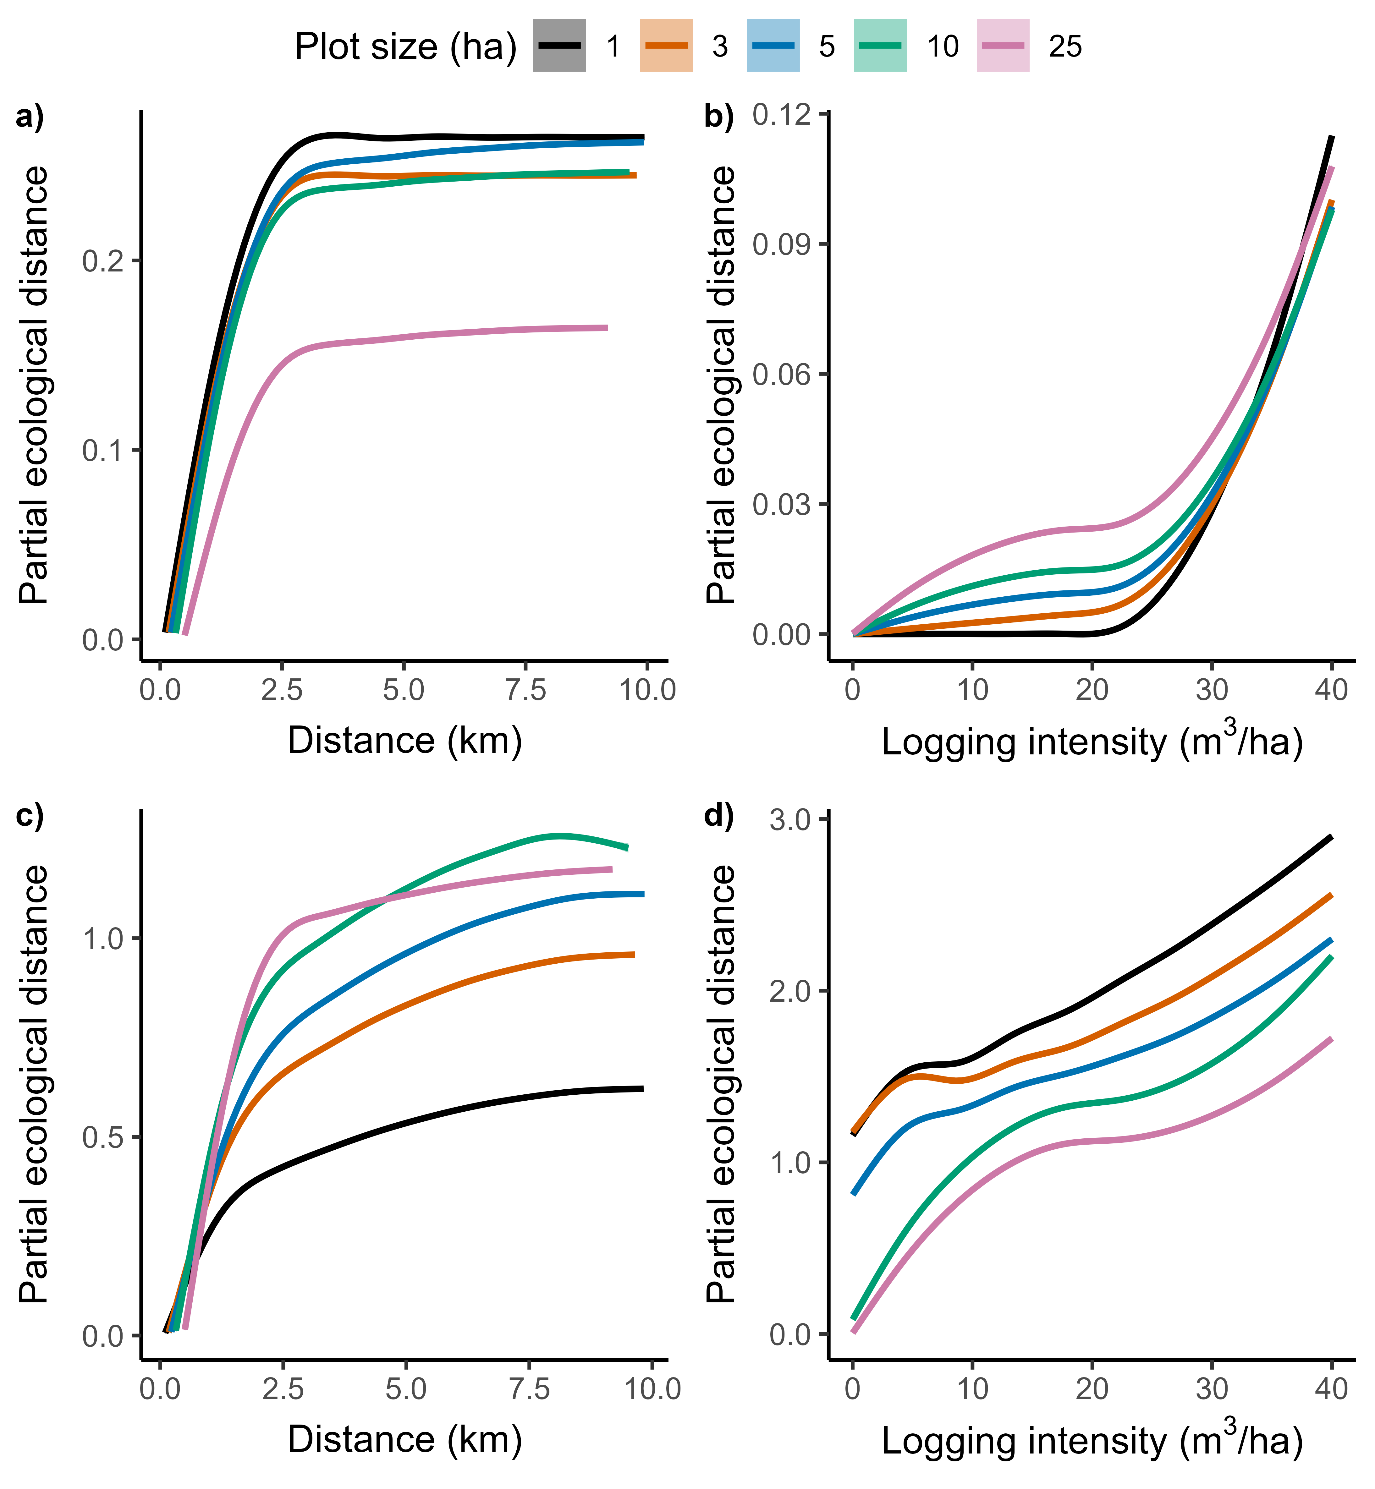 Plot size (ha) 1 3 5 10 25
a)
Partial ecological distance
0.2
0.1
0.0
0.0 2.5 5.0 7.5 10.0
Distance (km)
b)
Partial ecological distance
0.12
0.09
0.06
0.03
0.00
0 10 20 30 40
Logging intensity (m³/ha)
c)
Partial ecological distance
1.0
0.5
0.0
0.0 2.5 5.0 7.5 10.0
Distance (km)
d)
Partial ecological distance
3.0
2.0
1.0
0.0
0 10 20 30 40
Logging intensity (m³/ha)